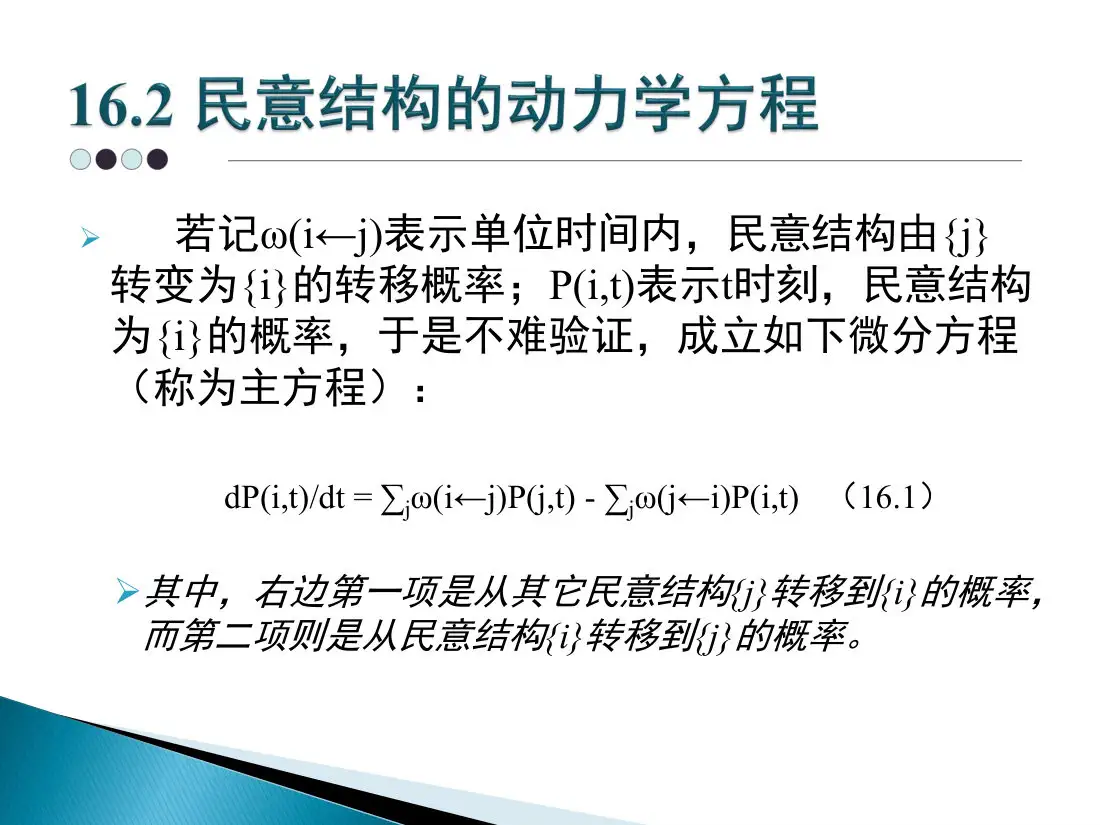 16.2 民意结构的动力学方程
若记ω(i←j)表示单位时间内，民意结构由{j}
转变为{i}的转移概率；P(i,t)表示t时刻，民意结构
为{i}的概率，于是不难验证，成立如下微分方程
（称为主方程）：
dP(i,t)/dt = ∑jω(i←j)P(j,t) - ∑jω(j←i)P(i,t) （16.1）
其中，右边第一项是从其它民意结构{j}转移到{i}的概率，
而第二项则是从民意结构{i}转移到{j}的概率。